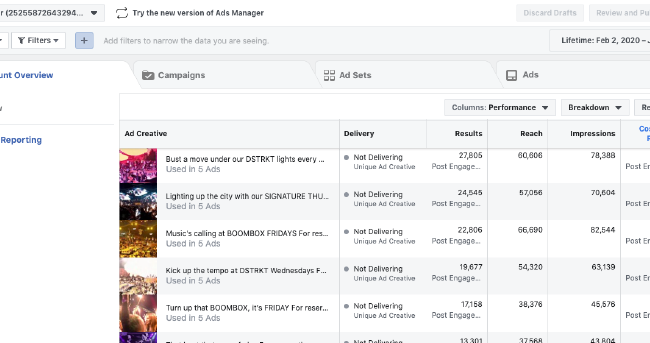 r (25255872643294...
Try the new version of Ads Manager
Discard Drafts
Review and Pu
Filters
+
Add filters to narrow the data you are seeing.
Lifetime: Feb 2, 2020 –
unt Overview
Campaigns
Ad Sets
Ads
Reporting
Columns: Performance
Breakdown
Re
Ad Creative
Delivery
Results
Reach
Impressions
Co
Bust a move under our DSTRKT lights every ...
Used in 5 Ads
Not Delivering
Unique Ad Creative
27,805
Post Engage...
60,606
78,388
Post En
Lighting up the city with our SIGNATURE THU...
Used in 5 Ads
Not Delivering
Unique Ad Creative
24,545
Post Engage...
57,056
70,604
Post En
Music's calling at BOOMBOX FRIDAYS For res...
Used in 5 Ads
Not Delivering
Unique Ad Creative
22,806
Post Engage...
66,690
82,544
Post En
Kick up the tempo at DSTRKT Wednesdays F...
Used in 5 Ads
Not Delivering
Unique Ad Creative
19,677
Post Engage...
54,320
63,139
Post En
Turn up that BOOMBOX, it's FRIDAY For reser...
Used in 5 Ads
Not Delivering
Unique Ad Creative
17,158
Post Engage...
38,376
45,576
Post En
Not Delivering
13,301
37,568
43,804